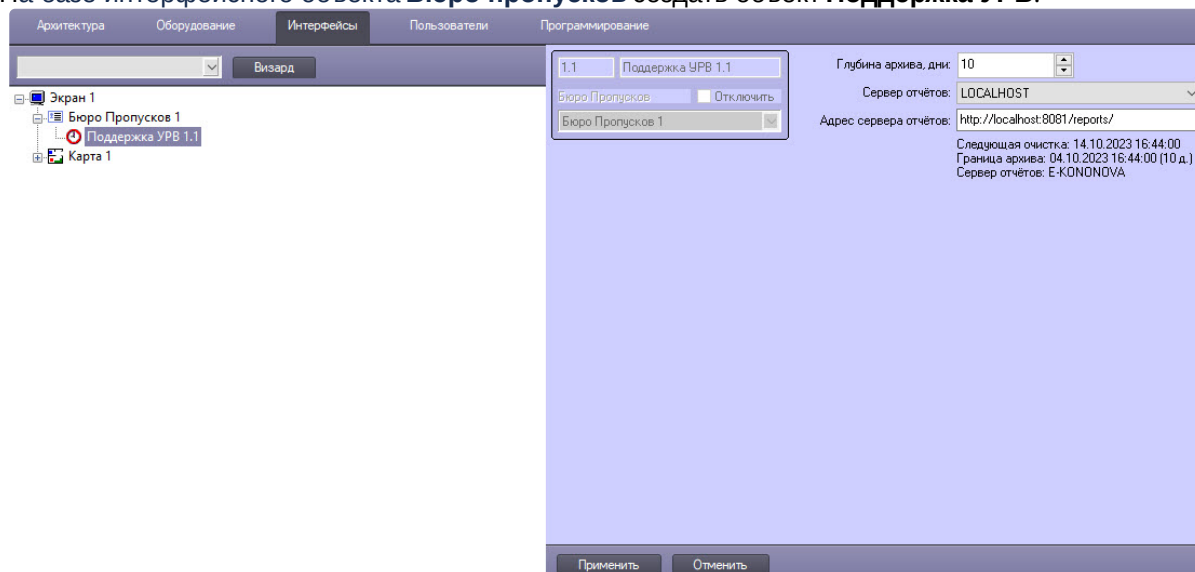 На базе интерфейсного объекта Бюро пропусков создать объект Поддержка УРВ.
Архитектура Оборудование Интерфейсы Пользователи Программирование
Визард
Экран 1
Бюро Пропусков 1
Поддержка УРВ 1.1
Карта 1
1.1 Поддержка УРВ 1.1
Бюро Пропусков Отключить
Бюро Пропусков 1
Глубина архива, дни: 10
Сервер отчётов: LOCALHOST
Адрес сервера отчётов: http://localhost:8081/reports/
Следующая очистка: 14.10.2023 16:44:00
Граница архива: 04.10.2023 16:44:00 (10 д.)
Сервер отчётов: E-KONONOVA
Применить Отменить